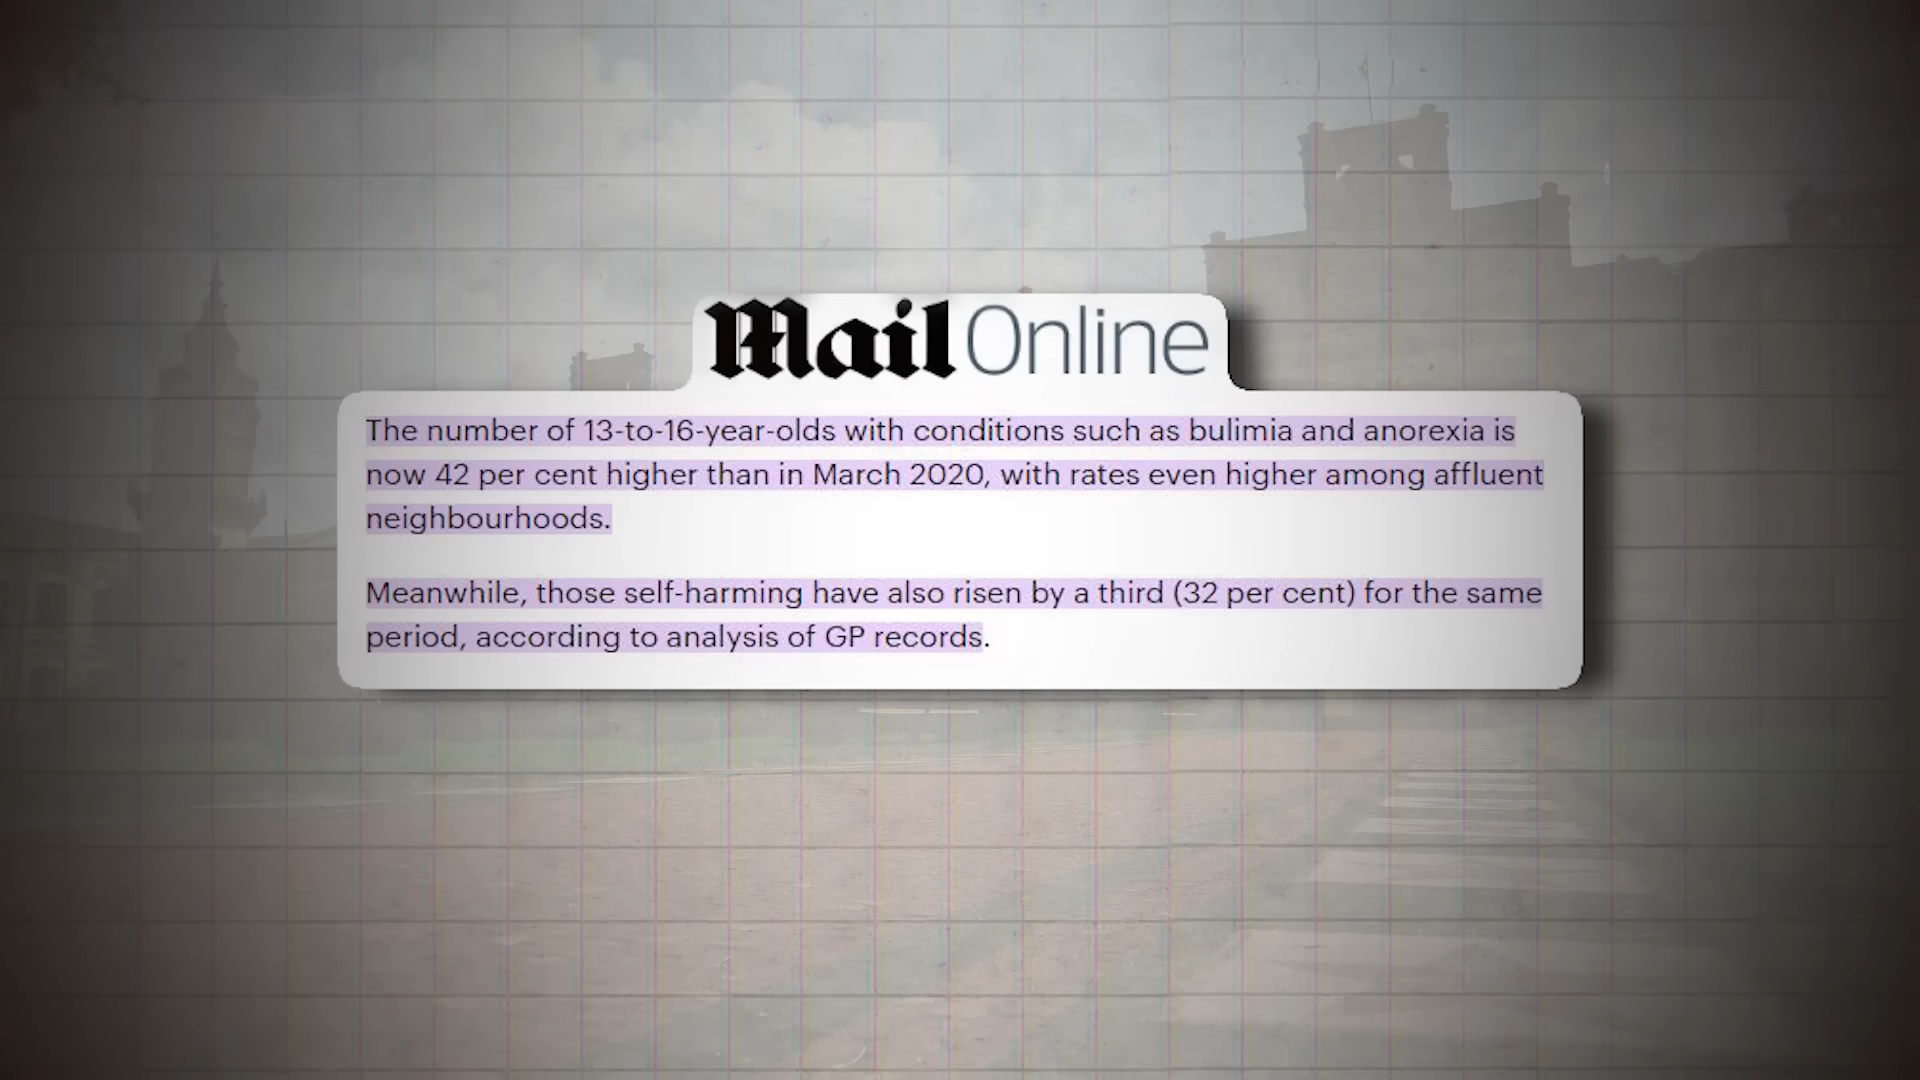 Mail Online
The number of 13-to-16-year-olds with conditions such as bulimia and anorexia is
now 42 per cent higher than in March 2020, with rates even higher among affluent
neighbourhoods.
Meanwhile, those self-harming have also risen by a third (32 per cent) for the same
period, according to analysis of GP records.